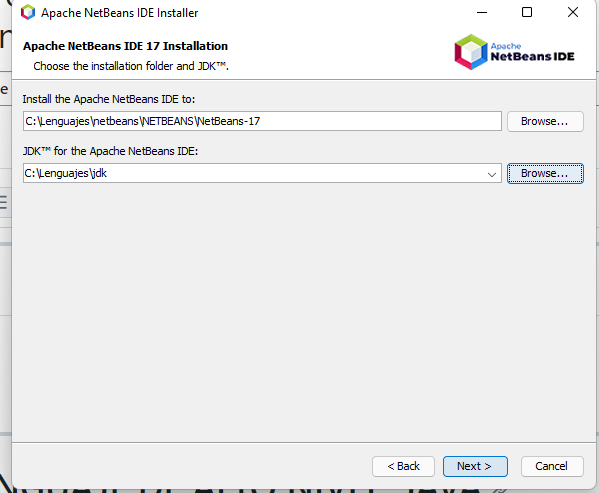 Apache NetBeans IDE Installer
Apache NetBeans IDE 17 Installation
Choose the installation folder and JDK™.
Apache
NetBeans IDE
Install the Apache NetBeans IDE to:
C:\Lenguajes\netbeans\NETBEANS\NetBeans-17
Browse...
JDK™ for the Apache NetBeans IDE:
C:\Lenguajes\jdk
Browse...
< Back
Next >
Cancel